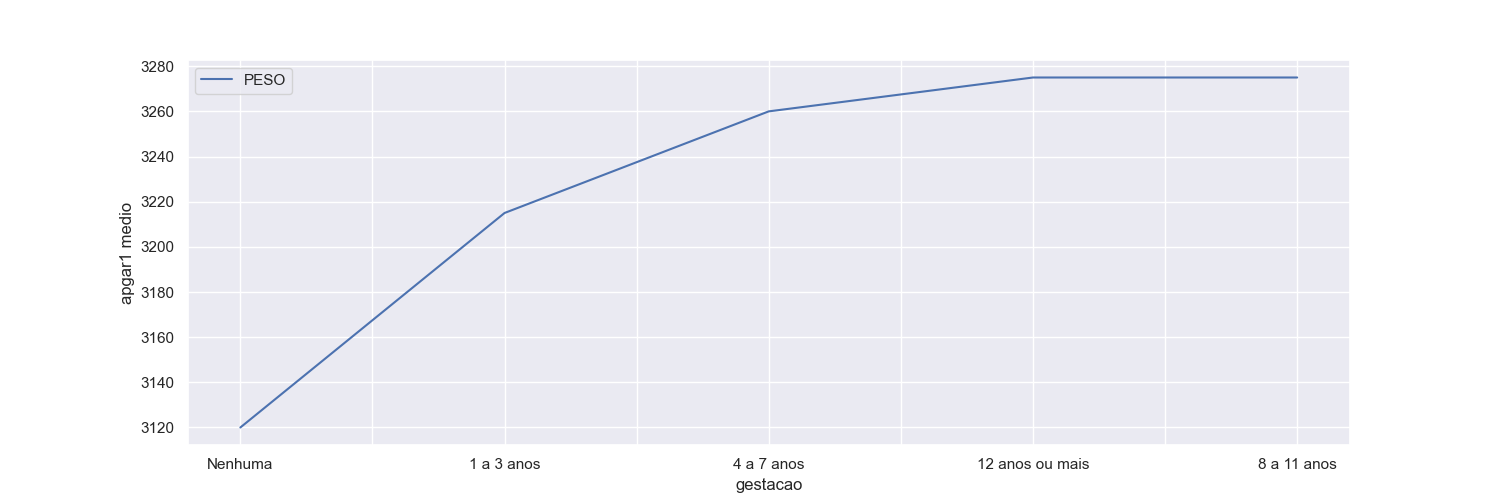 PESO
3280
3260
3240
3220
3200
3180
3160
3140
3120
apgar1 medio
Nenhuma 1 a 3 anos 4 a 7 anos 12 anos ou mais 8 a 11 anos
gestacao